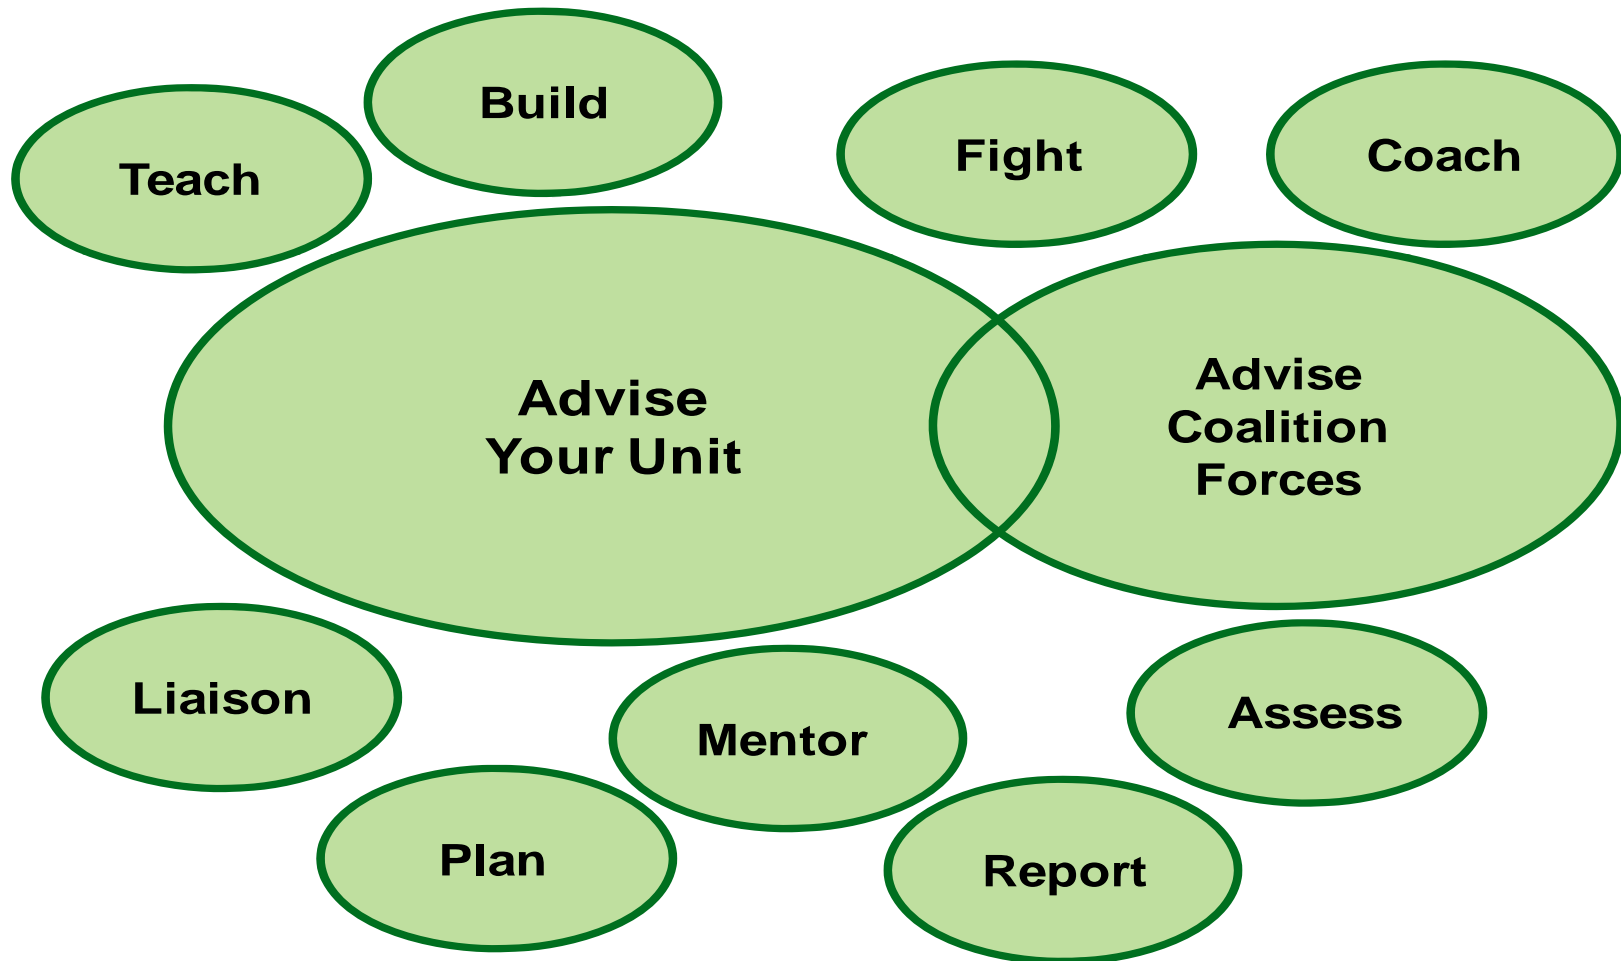 Build
Teach
Fight
Coach
Advise
Your Unit
Advise
Coalition
Forces
Liaison
Mentor
Assess
Plan
Report